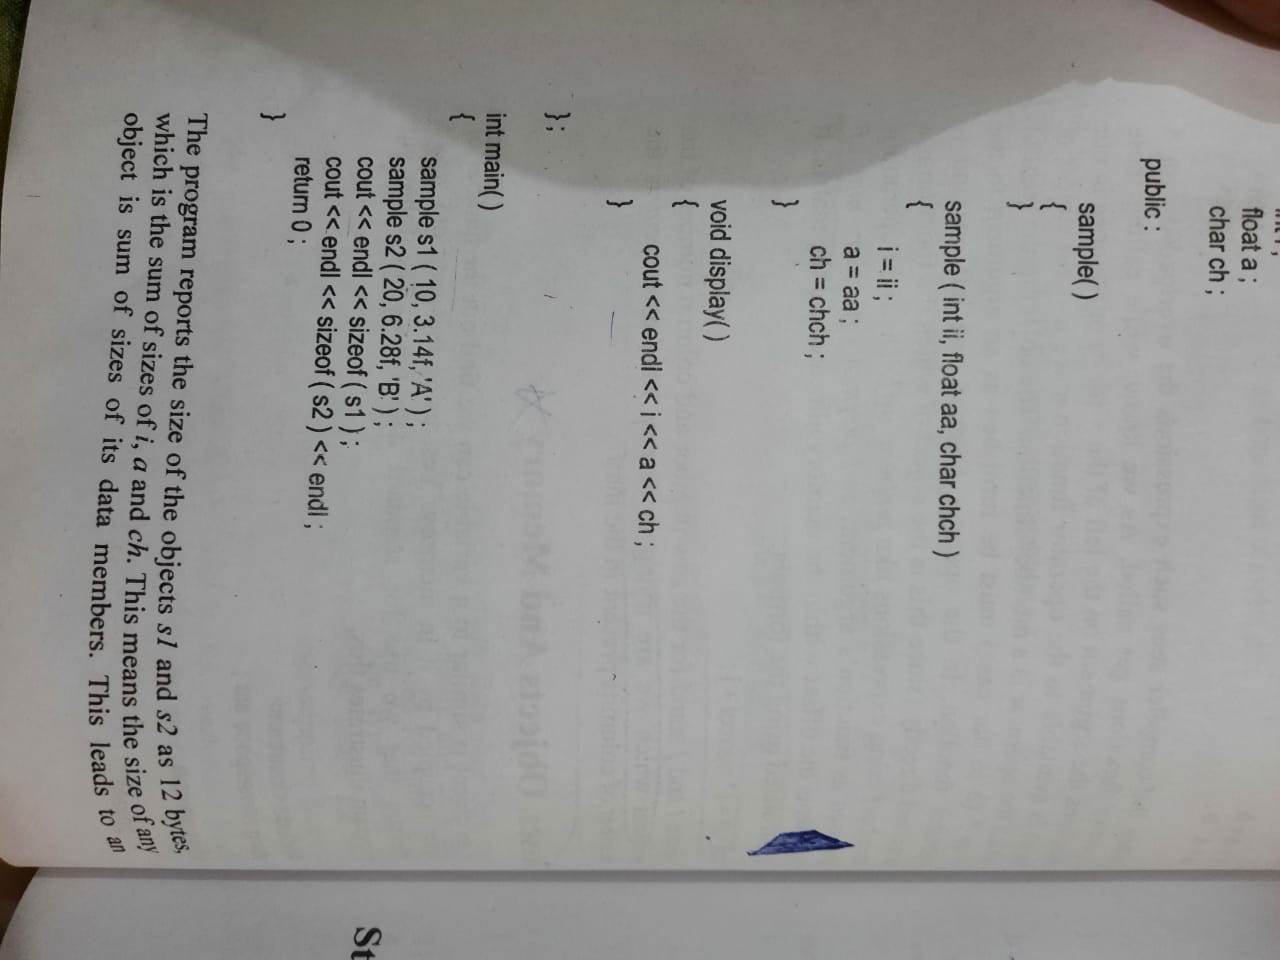 float a ;
char ch ;
public :
sample( )
{
}
sample ( int ii, float aa, char chch )
{
i = ii ;
a = aa ;
ch = chch ;
}
void display( )
{
cout << endl << i << a << ch ;
}
};
int main( )
{
sample s1 ( 10, 3.14f, 'A' ) ;
sample s2 ( 20, 6.28f, 'B' ) ;
cout << endl << sizeof ( s1 ) ;
cout << endl << sizeof ( s2 ) << endl ;
return 0 ;
}
The program reports the size of the objects s1 and s2 as 12 bytes,
which is the sum of sizes of i, a and ch. This means the size of any
object is sum of sizes of its data members. This leads to an
St